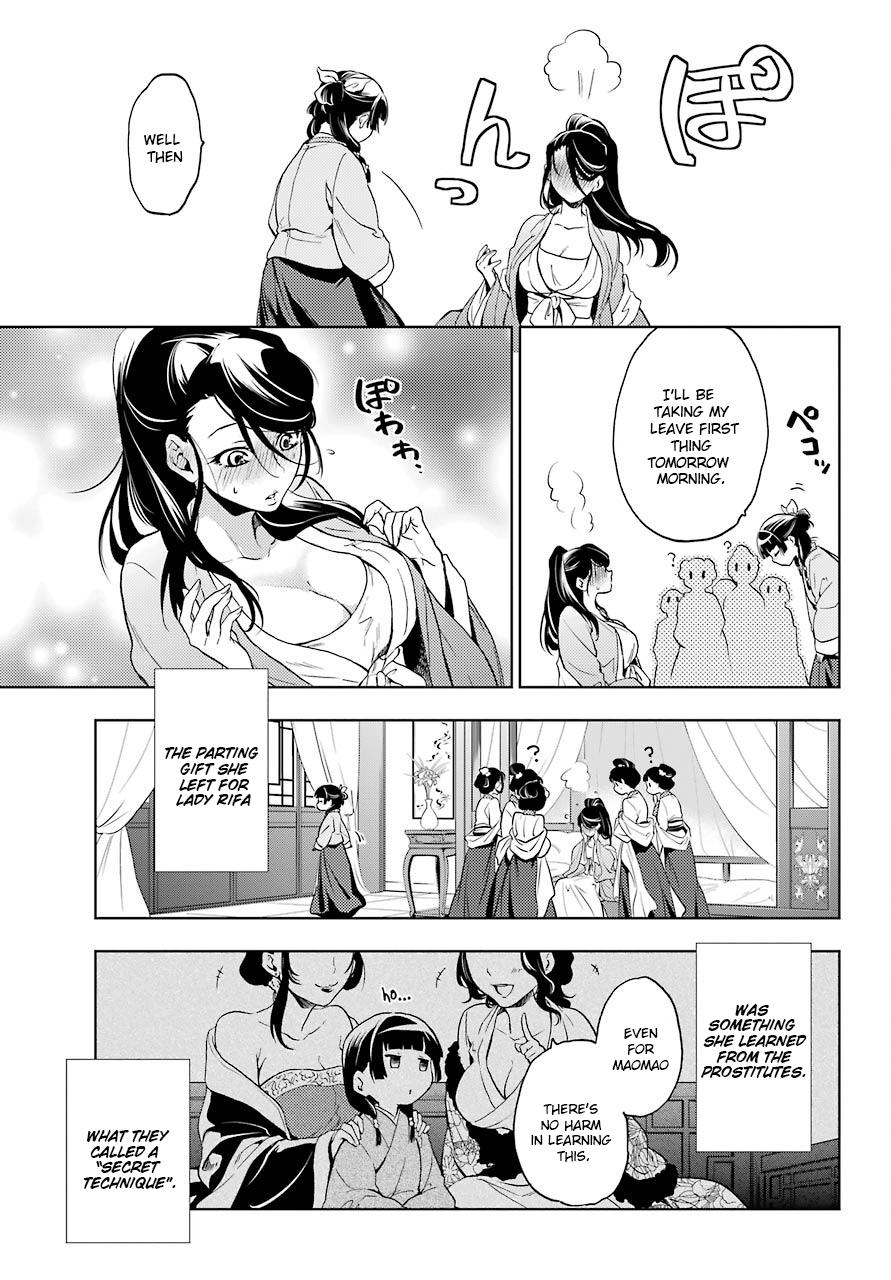 ぽ
ん
っ
WELL
THEN
I'LL BE
TAKING MY
LEAVE FIRST
THING
TOMORROW
MORNING.
ペコッ
?
?
ぽわわ、
THE PARTING
GIFT SHE
LEFT FOR
LADY RIFA
?
?
WAS
SOMETHING
SHE LEARNED
FROM THE
PROSTITUTES.
EVEN
FOR
MAOMAO
THERE'S
NO HARM
IN LEARNING
THIS.
ho...
WHAT THEY
CALLED A
"SECRET
TECHNIQUE".